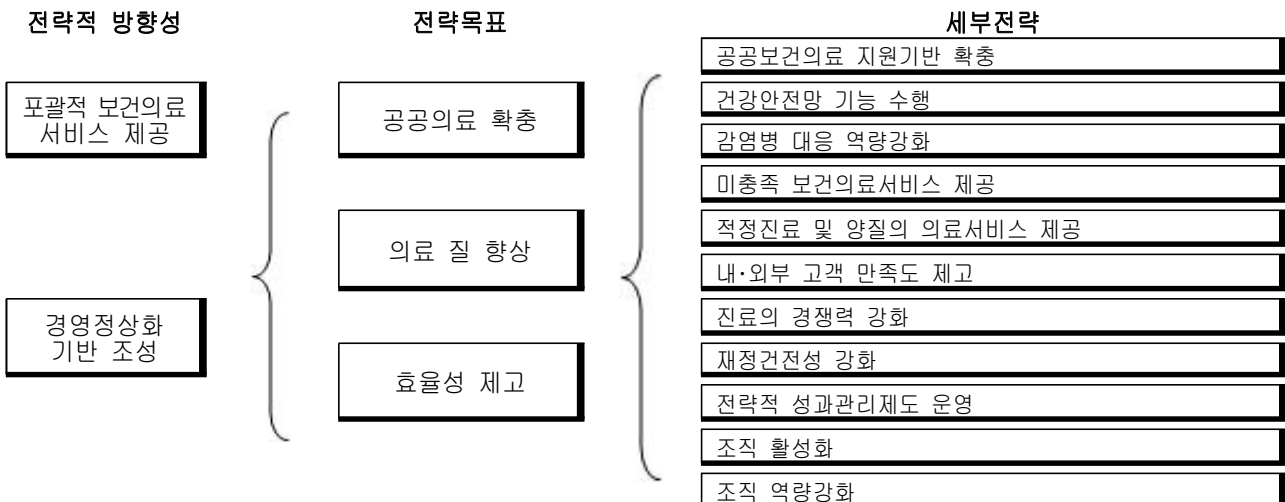 전략적 방향성
전략목표
세부전략
포괄적 보건의료
서비스 제공
경영정상화
기반 조성
공공의료 확충
의료 질 향상
효율성 제고
공공보건의료 지원기반 확충
건강안전망 기능 수행
감염병 대응 역량강화
미충족 보건의료서비스 제공
적정진료 및 양질의 의료서비스 제공
내·외부 고객 만족도 제고
진료의 경쟁력 강화
재정건전성 강화
전략적 성과관리제도 운영
조직 활성화
조직 역량강화